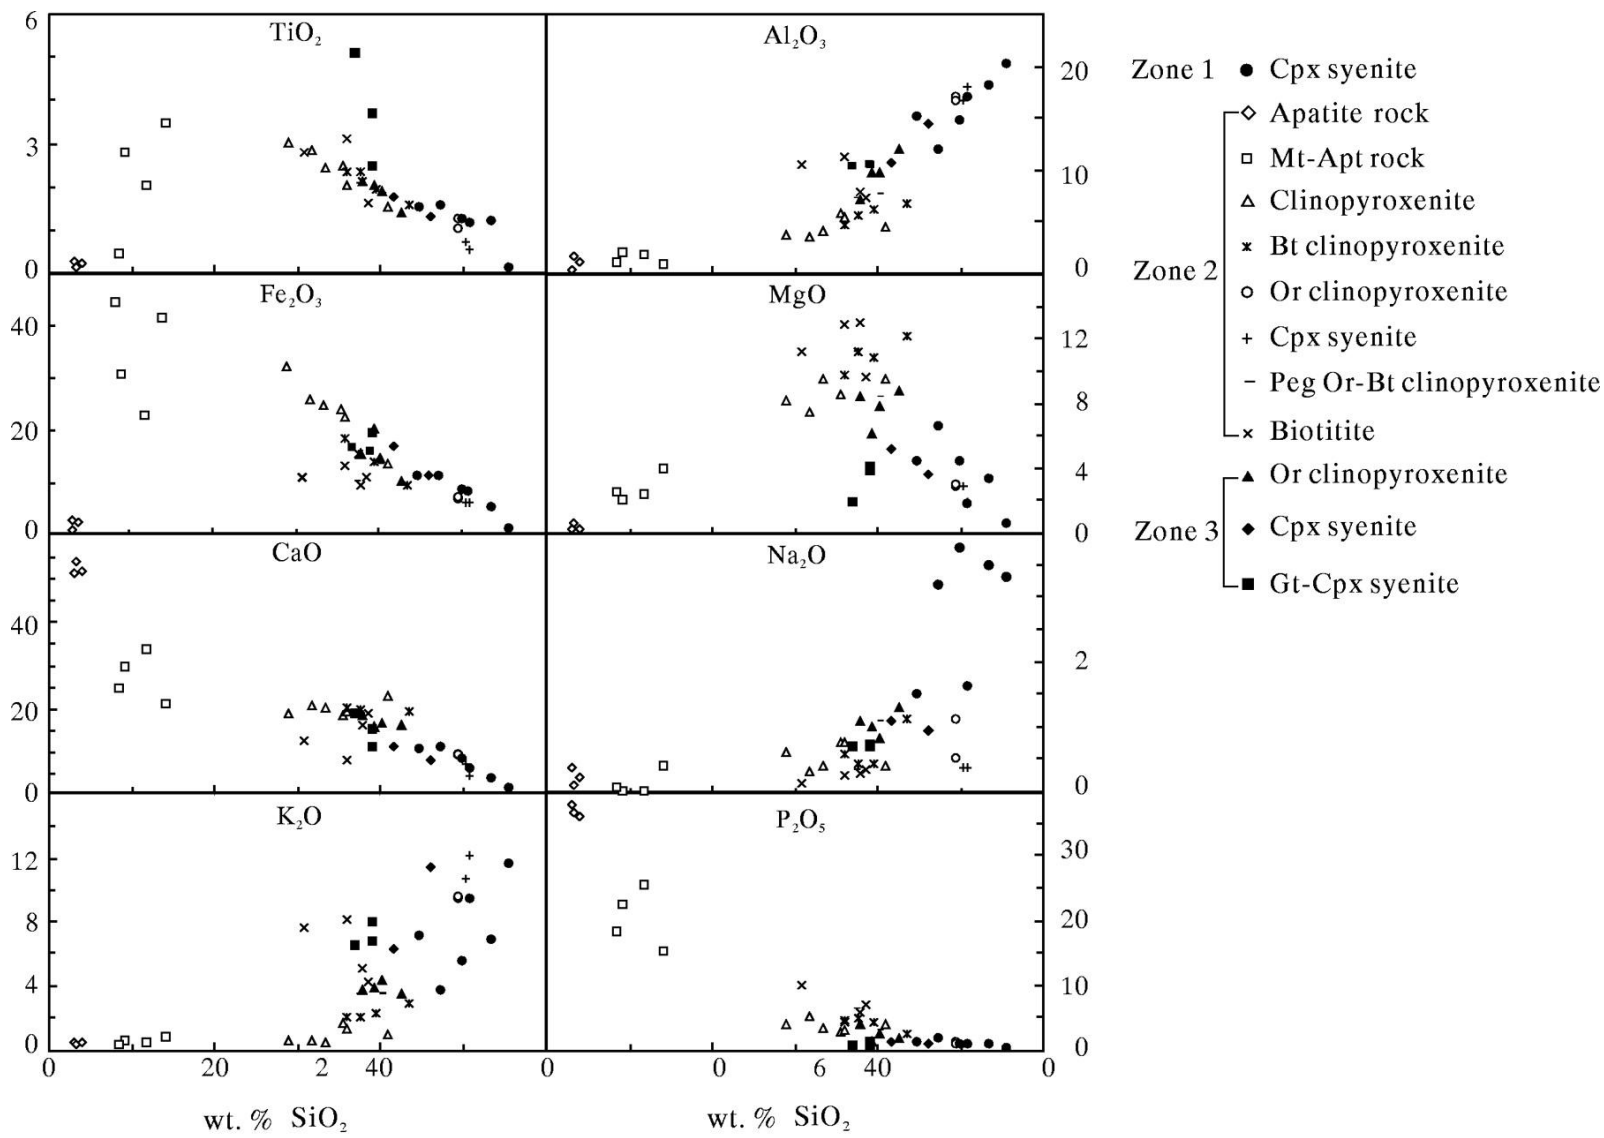 6
TiO2
3
0
Al2O3
20
10
0
Fe2O3
40
20
0
MgO
12
8
4
0
CaO
40
20
0
Na2O
2
0
K2O
12
8
4
0
P2O5
30
20
10
0
0 20 2 40
0 0 6 40 0
wt. % SiO2
wt. % SiO2
Zone 1 Cpx syenite
Zone 2
Apatite rock
Mt-Apt rock
Clinopyroxenite
Bt clinopyroxenite
Or clinopyroxenite
Cpx syenite
Peg Or-Bt clinopyroxenite
Biotitite
Zone 3
Or clinopyroxenite
Cpx syenite
Gt-Cpx syenite